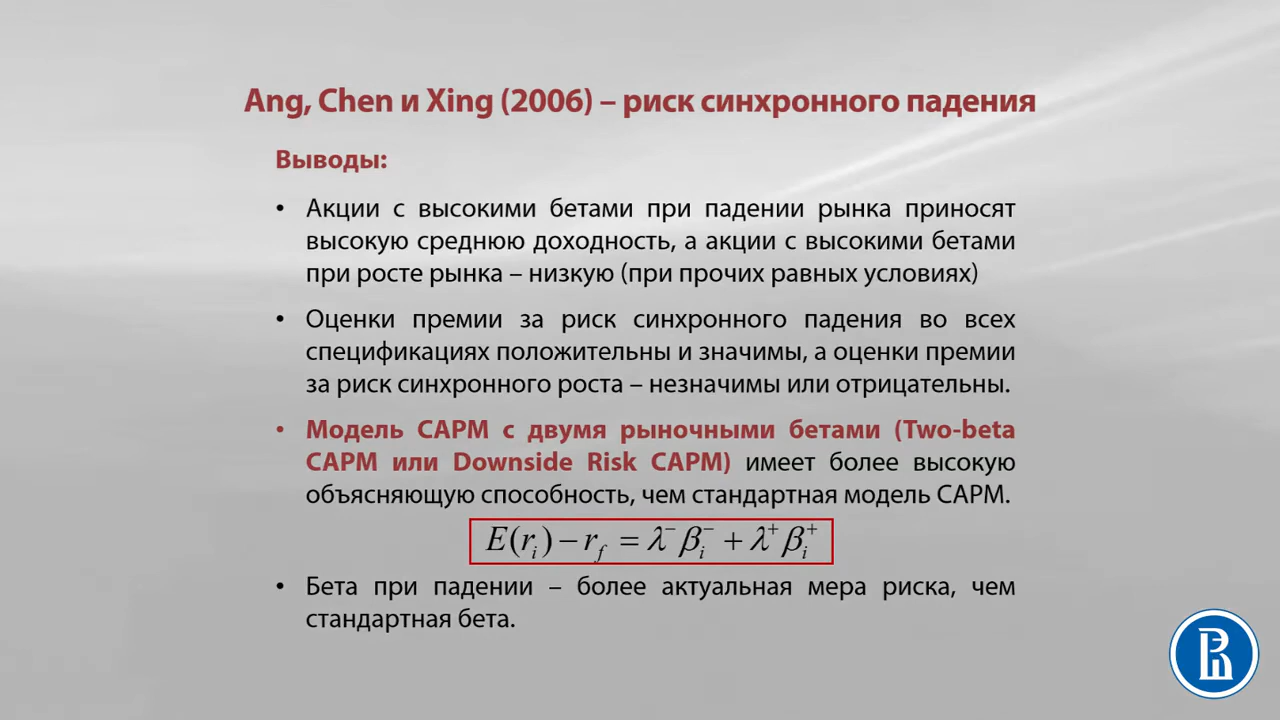 Ang, Chen и Xing (2006) – риск синхронного падения
Выводы:
• Акции с высокими бетами при падении рынка приносят
высокую среднюю доходность, а акции с высокими бетами
при росте рынка – низкую (при прочих равных условиях)
• Оценки премии за риск синхронного падения во всех
спецификациях положительны и значимы, а оценки премии
за риск синхронного роста – незначимы или отрицательны.
• Модель CAPM с двумя рыночными бетами (Two-beta
CAPM или Downside Risk CAPM) имеет более высокую
объясняющую способность, чем стандартная модель CAPM.
E(r_i) − r_f = λ⁻β_i⁻ + λ⁺β_i⁺
• Бета при падении – более актуальная мера риска, чем
стандартная бета.